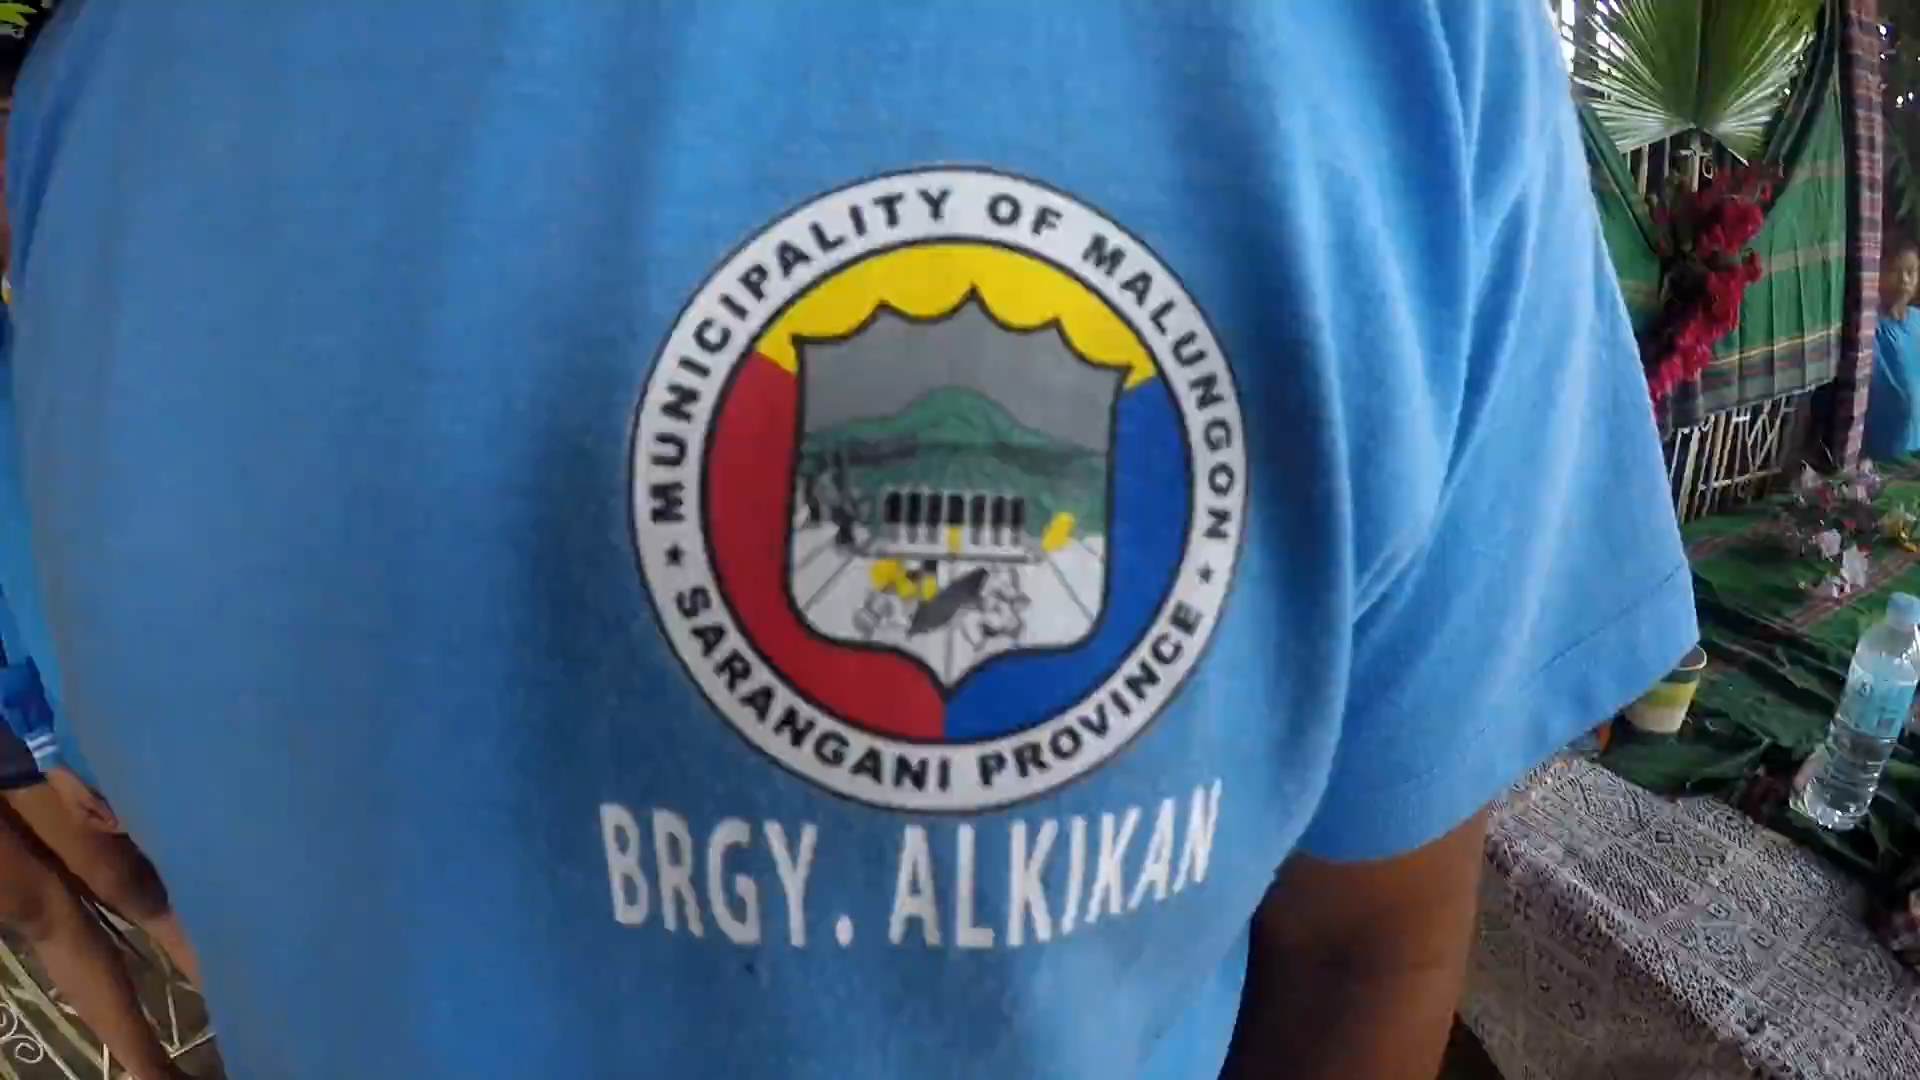 MUNICIPALITY OF MALUNGON
★ SARANGANI PROVINCE ★
BRGY. ALKIKAN